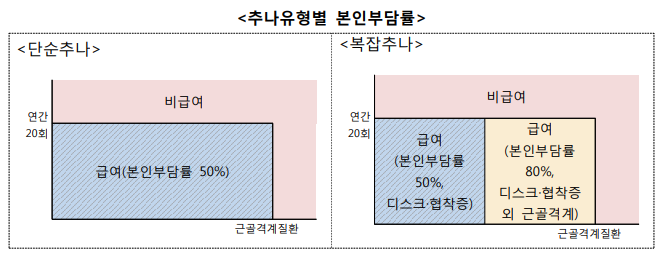 <추나유형별 본인부담률>
<단순추나>
비급여
연간
20회
급여(본인부담률 50%)
근골격계질환
<복잡추나>
비급여
연간
20회
급여
(본인부담률
50%,
디스크·협착증)
급여
(본인부담률
80%,
디스크·협착증
외 근골격계)
근골격계질환